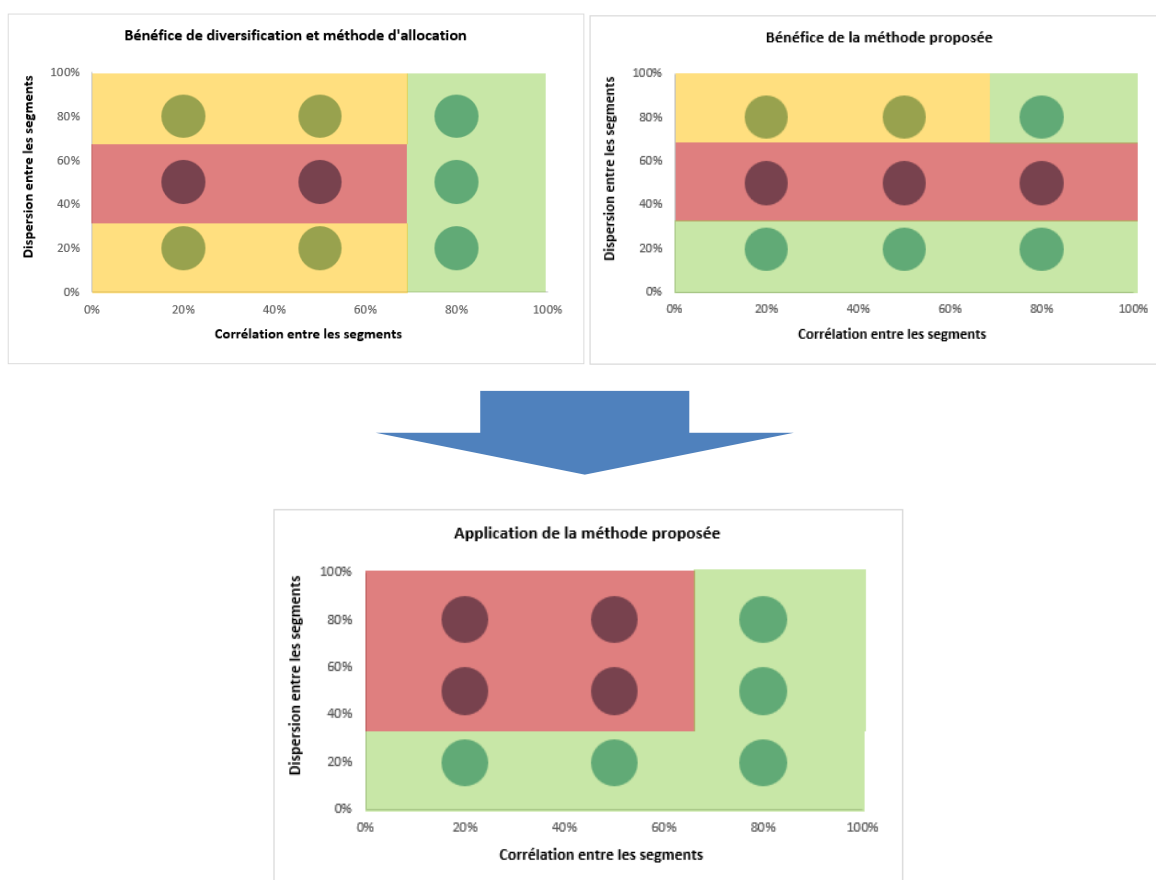 Bénéfice de diversification et méthode d'allocation
Dispersion entre les segments
100%
80%
60%
40%
20%
0%
0% 20% 40% 60% 80% 100%
Corrélation entre les segments
Bénéfice de la méthode proposée
Dispersion entre les segments
100%
80%
60%
40%
20%
0%
0% 20% 40% 60% 80% 100%
Corrélation entre les segments
Application de la méthode proposée
Dispersion entre les segments
100%
80%
60%
40%
20%
0%
0% 20% 40% 60% 80% 100%
Corrélation entre les segments